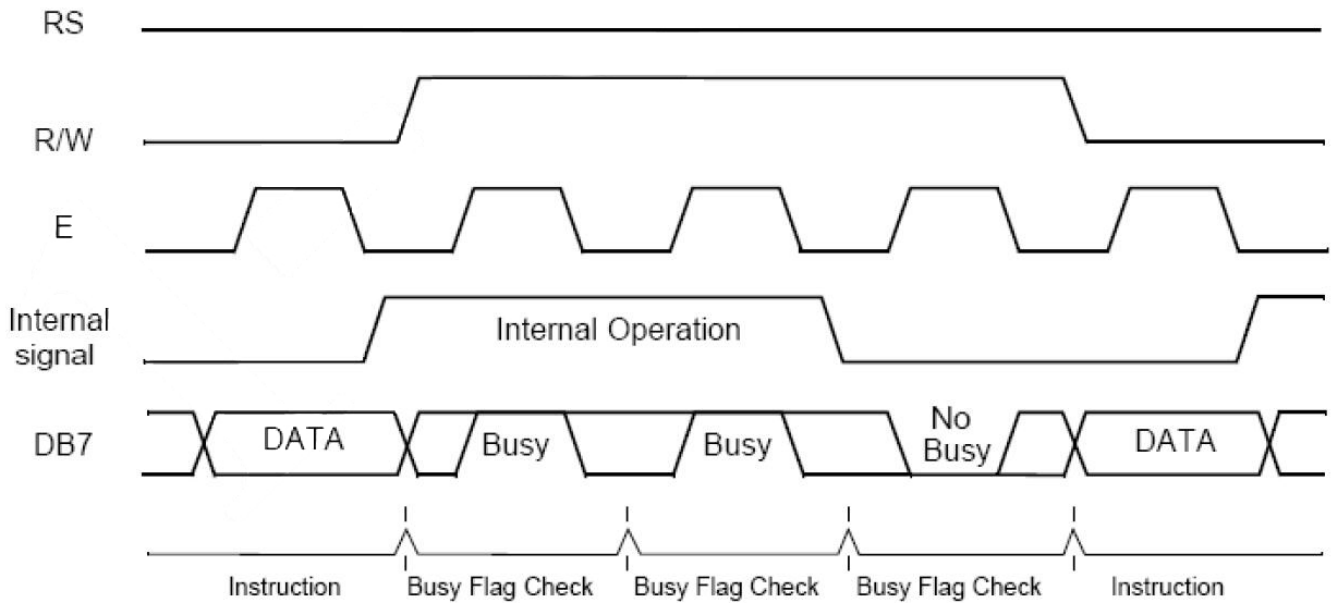 RS
R/W
E
Internal
signal
Internal Operation
DB7
DATA
Busy
Busy
No
Busy
DATA
Instruction
Busy Flag Check
Busy Flag Check
Busy Flag Check
Instruction